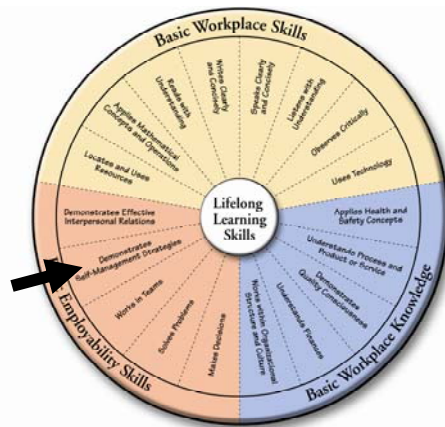 Basic Workplace Skills
Locates and Uses
Resources
Applies Mathematical
Concepts and Operations
Reads with
Understanding
Writes Clearly
and Concisely
Speaks Clearly
and Concisely
Listens with
Understanding
Observes Critically
Uses Technology
Lifelong
Learning
Skills
Demonstrates Effective
Interpersonal Relations
Demonstrates
Self-Management Strategies
Works in Teams
Solves Problems
Makes Decisions
Employability Skills
Applies Health and
Safety Concepts
Understands Process and
Product or Service
Demonstrates
Quality Consciousness
Understands Finances
Works within Organizational
Structure and Culture
Basic Workplace Knowledge